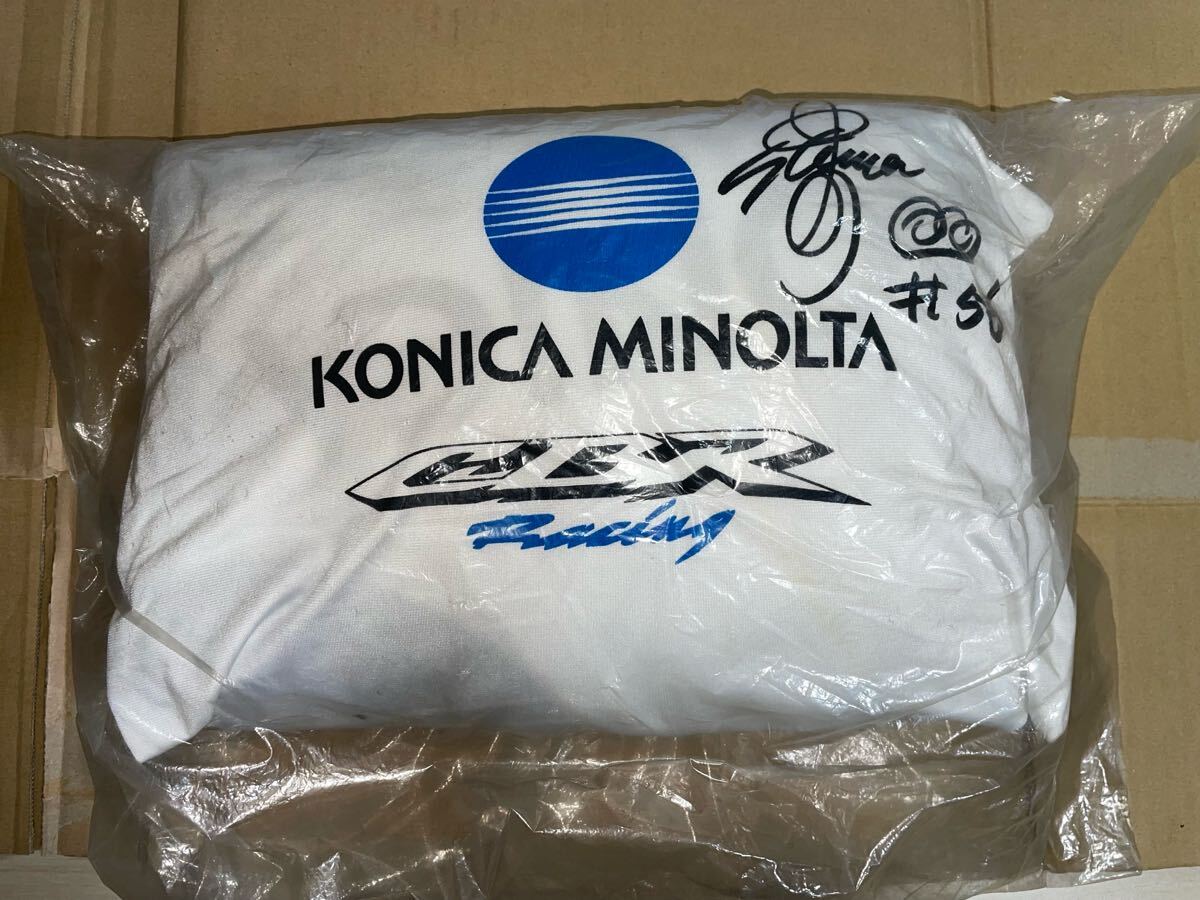 KONICA MINOLTA
CBR
Racing
#56